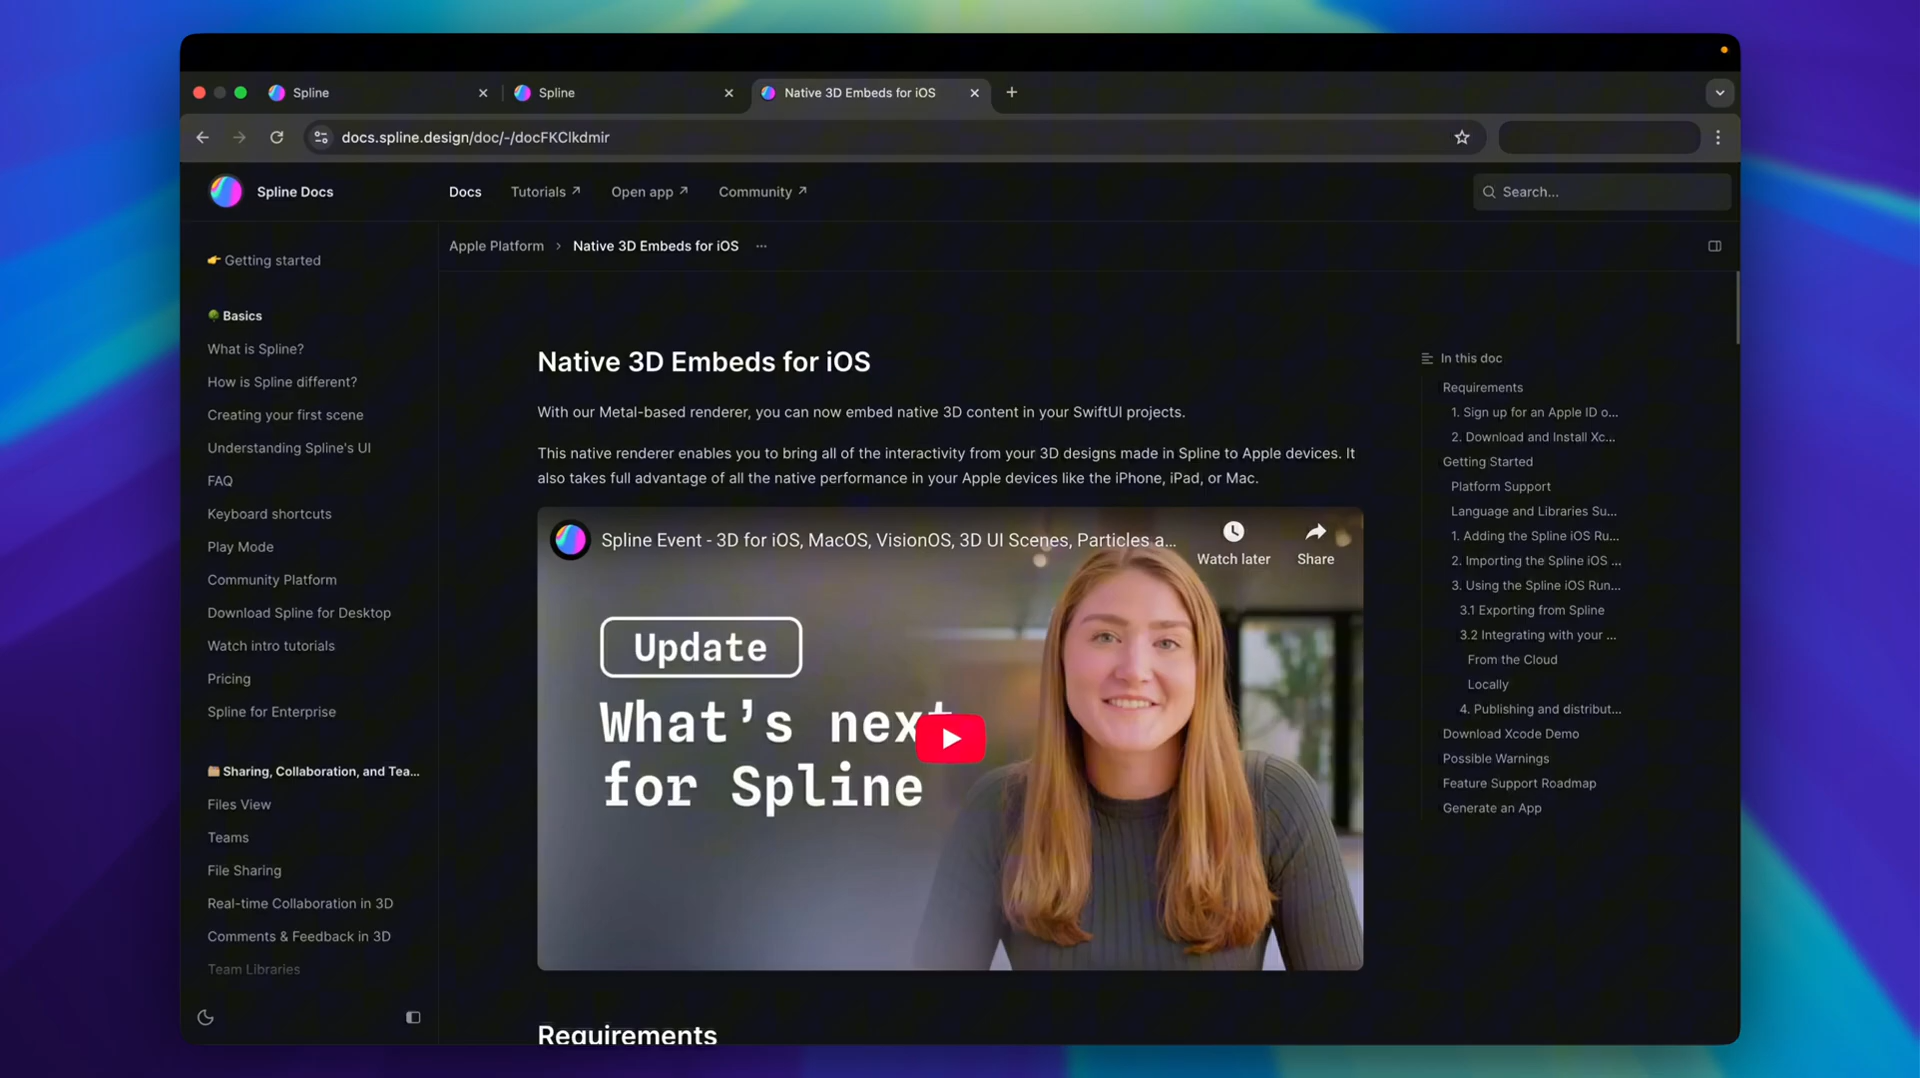 Spline
Spline
Native 3D Embeds for iOS
docs.spline.design/doc/-/docFKClkdmir
Spline Docs
Docs
Tutorials ↗
Open app ↗
Community ↗
Search...
Apple Platform › Native 3D Embeds for iOS ···
👉 Getting started
Basics
What is Spline?
How is Spline different?
Creating your first scene
Understanding Spline's UI
FAQ
Keyboard shortcuts
Play Mode
Community Platform
Download Spline for Desktop
Watch intro tutorials
Pricing
Spline for Enterprise
Sharing, Collaboration, and Tea...
Files View
Teams
File Sharing
Real-time Collaboration in 3D
Comments & Feedback in 3D
Team Libraries
Native 3D Embeds for iOS
With our Metal-based renderer, you can now embed native 3D content in your SwiftUI projects.
This native renderer enables you to bring all of the interactivity from your 3D designs made in Spline to Apple devices. It
also takes full advantage of all the native performance in your Apple devices like the iPhone, iPad, or Mac.
Spline Event - 3D for iOS, MacOS, VisionOS, 3D UI Scenes, Particles a...
Watch later
Share
Update
What's next
for Spline
Requirements
In this doc
Requirements
1. Sign up for an Apple ID o...
2. Download and Install Xc...
Getting Started
Platform Support
Language and Libraries Su...
1. Adding the Spline iOS Ru...
2. Importing the Spline iOS ...
3. Using the Spline iOS Run...
3.1 Exporting from Spline
3.2 Integrating with your ...
From the Cloud
Locally
4. Publishing and distribut...
Download Xcode Demo
Possible Warnings
Feature Support Roadmap
Generate an App